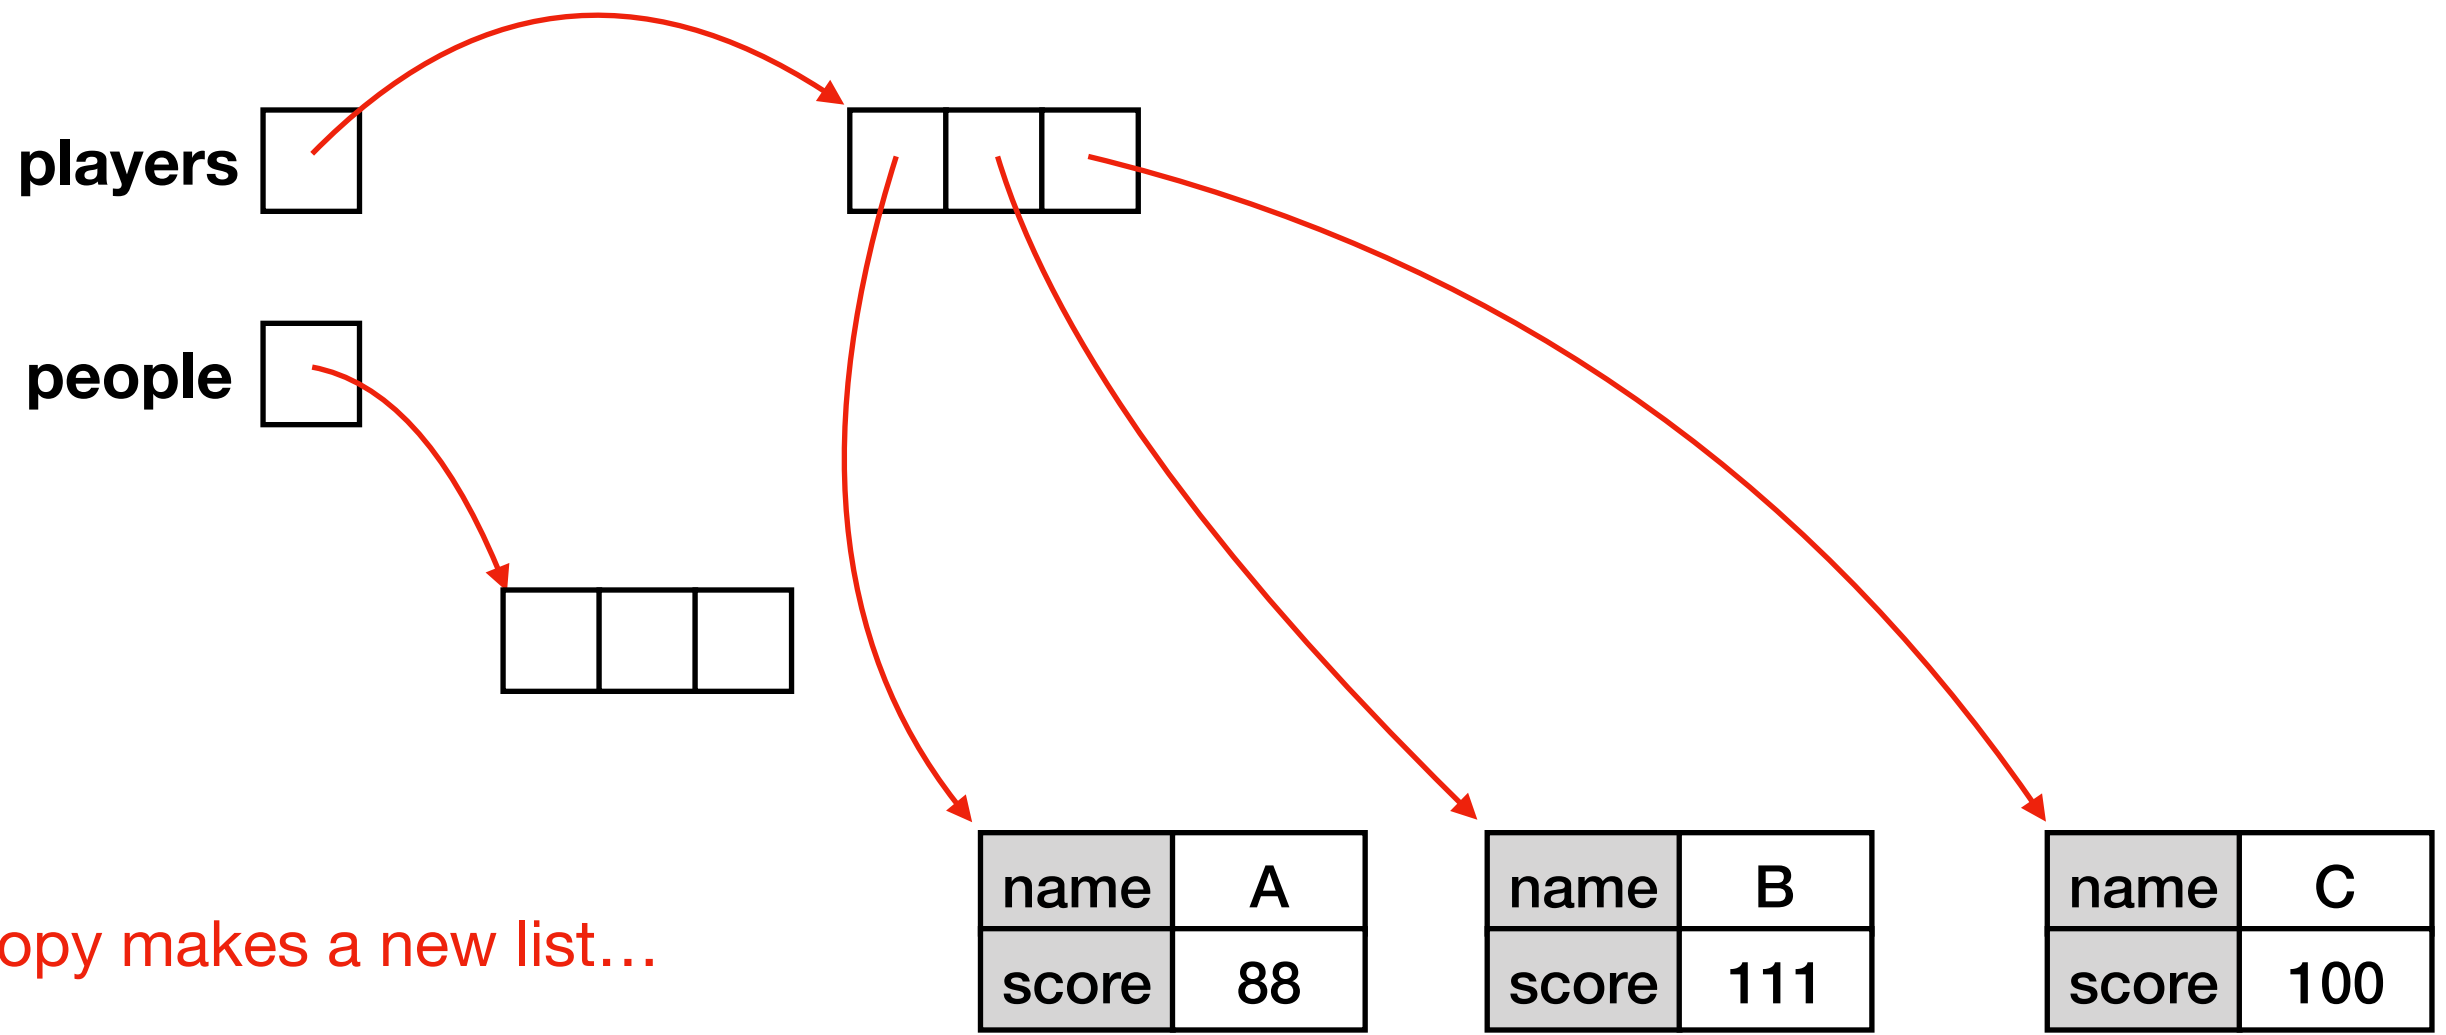 players
people
name A
score 88
name B
score 111
name C
score 100
opy makes a new list…